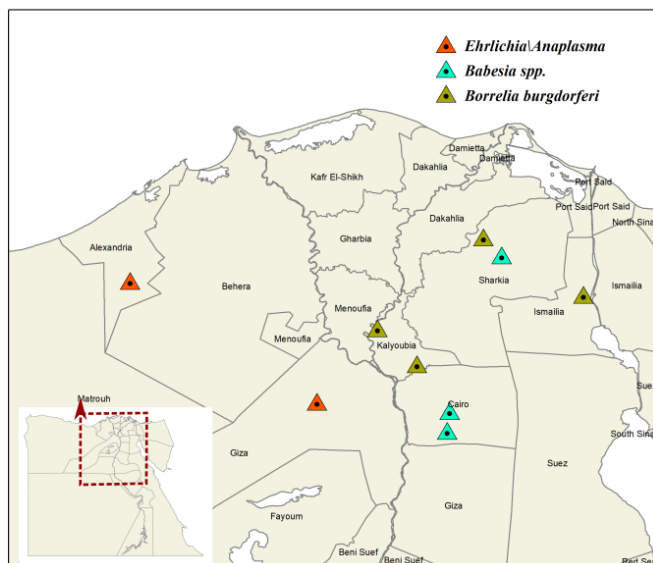 Ehrlichia\Anaplasma
Babesia spp.
Borrelia burgdorferi
Damietta
Kafr El-Shikh
Dakahlia
Damietta
Port Said
Port Said
Port Said
North Sina
Dakahlia
Alexandria
Gharbia
Sharkia
Behera
Ismailia
Menoufia
Ismailia
Menoufia
Kalyoubia
Suez
Matrouh
Cairo
South Sina
Giza
Suez
Giza
Fayoum
Beni Suef
Beni Suef
Red Se